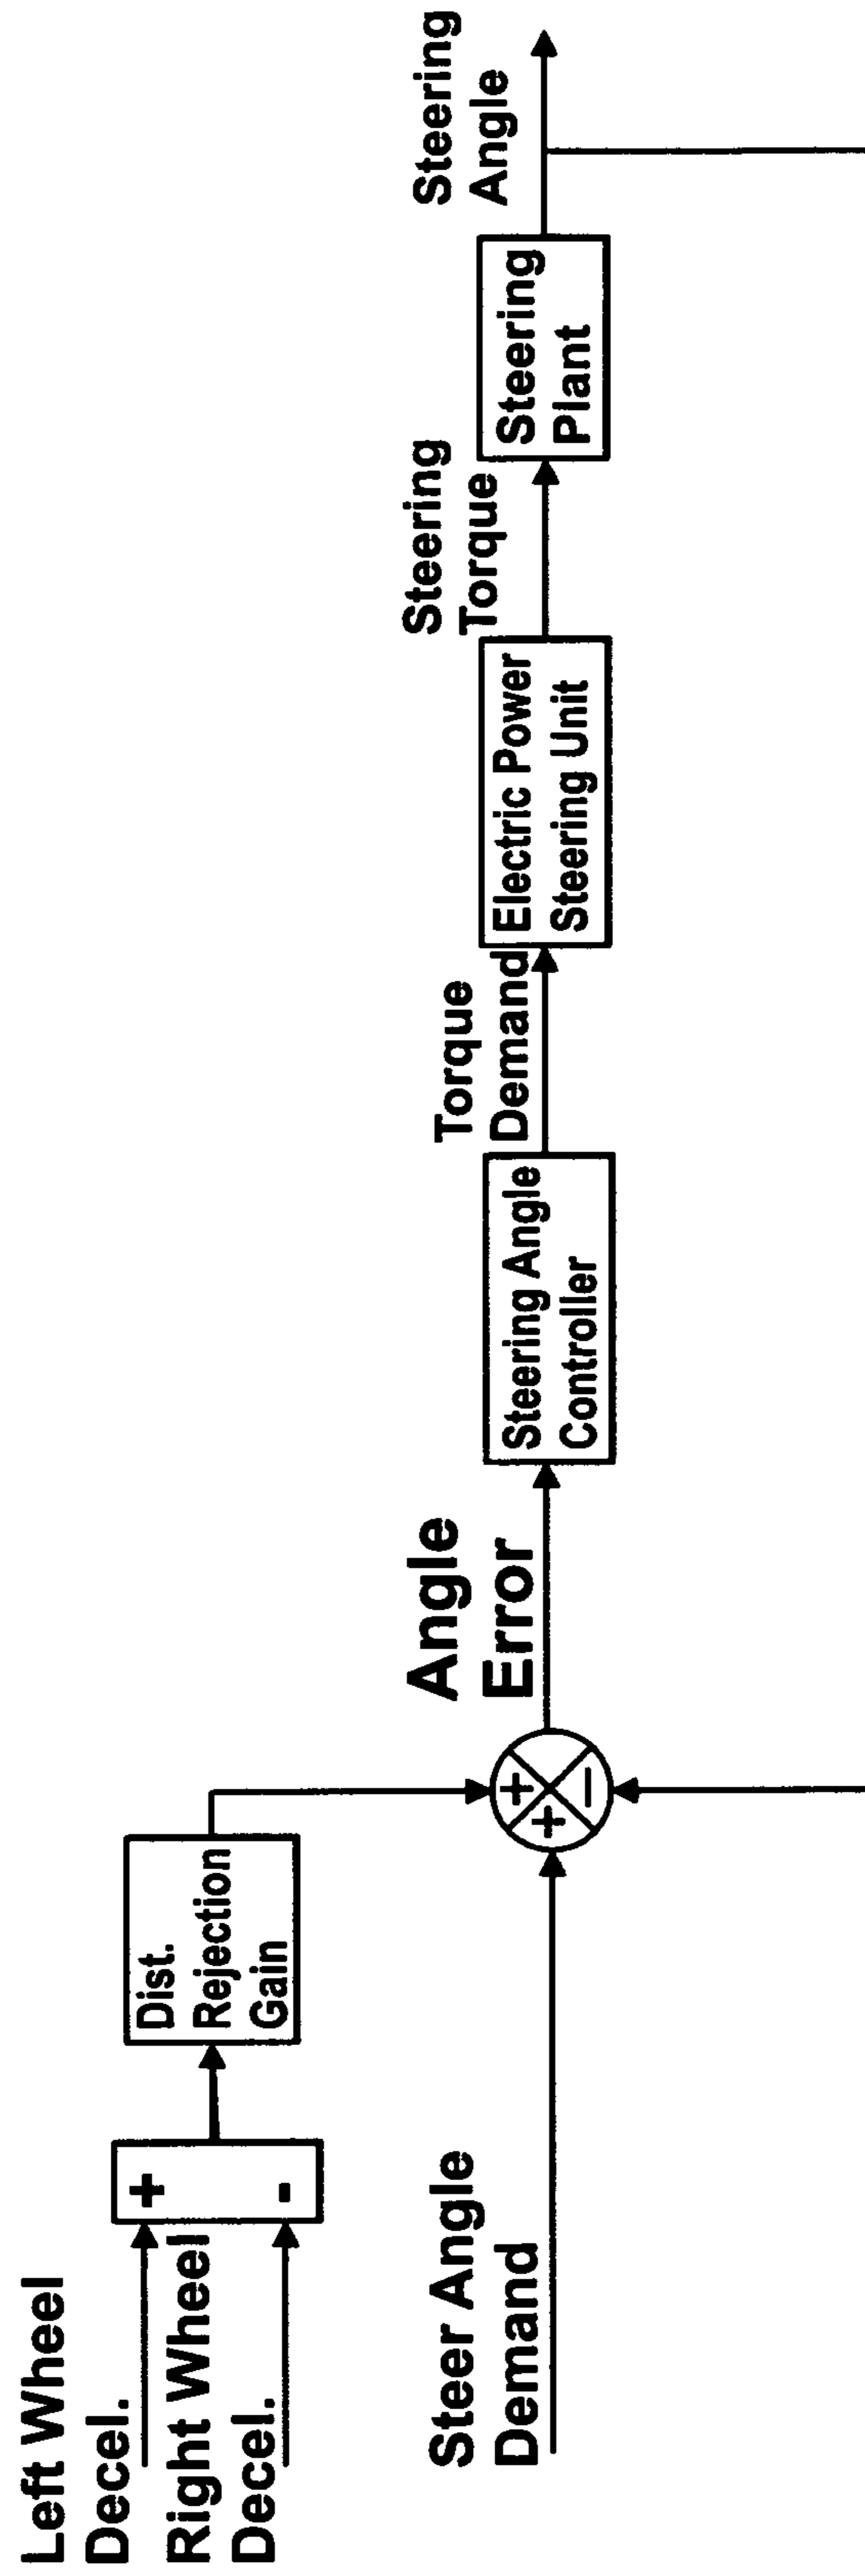 Left Wheel
Decel.
+
Right Wheel
Decel.
-
Dist.
Rejection
Gain
Steer Angle
Demand
+
+
−
Angle
Error
Steering Angle
Controller
Torque
Demand
Electric Power
Steering Unit
Steering
Torque
Steering
Plant
Steering
Angle